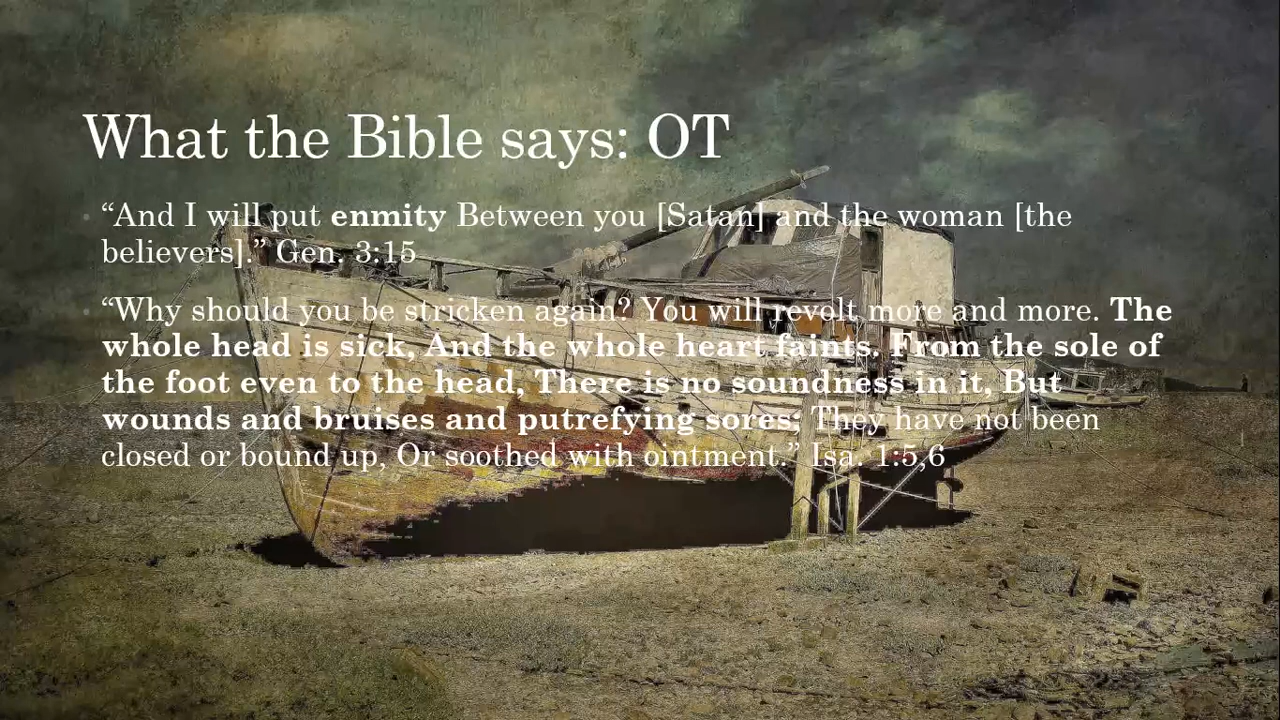 What the Bible says: OT
“And I will put enmity Between you [Satan] and the woman [the
believers].” Gen. 3:15
“Why should you be stricken again? You will revolt more and more. The
whole head is sick, And the whole heart faints. From the sole of
the foot even to the head, There is no soundness in it, But
wounds and bruises and putrefying sores; They have not been
closed or bound up, Or soothed with ointment.” Isa. 1:5,6